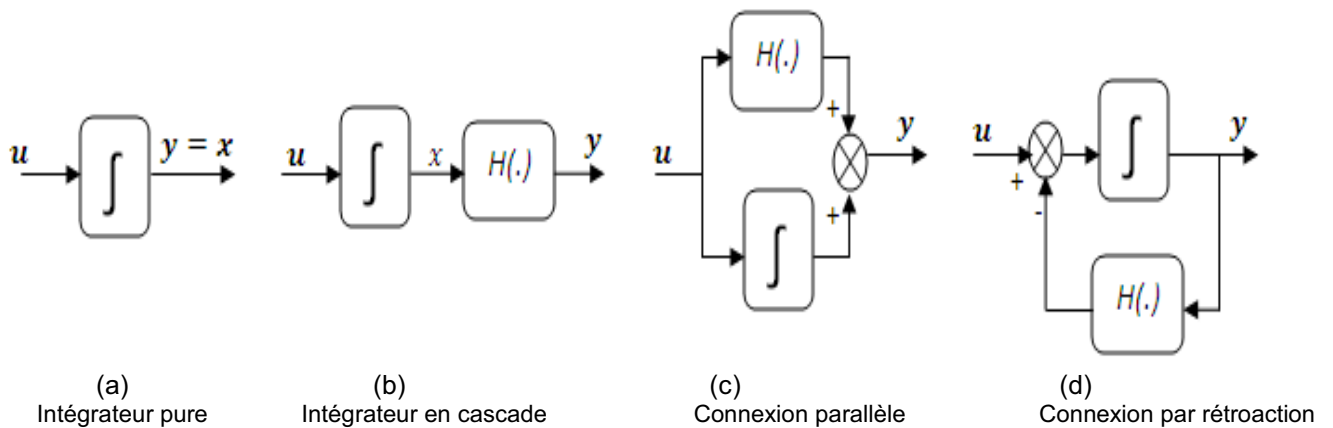 u
∫
y = x
u
∫
x
H(.)
y
u
H(.)
∫
+
+
y
u
+
-
∫
H(.)
y
(a)
Intégrateur pure
(b)
Intégrateur en cascade
(c)
Connexion parallèle
(d)
Connexion par rétroaction